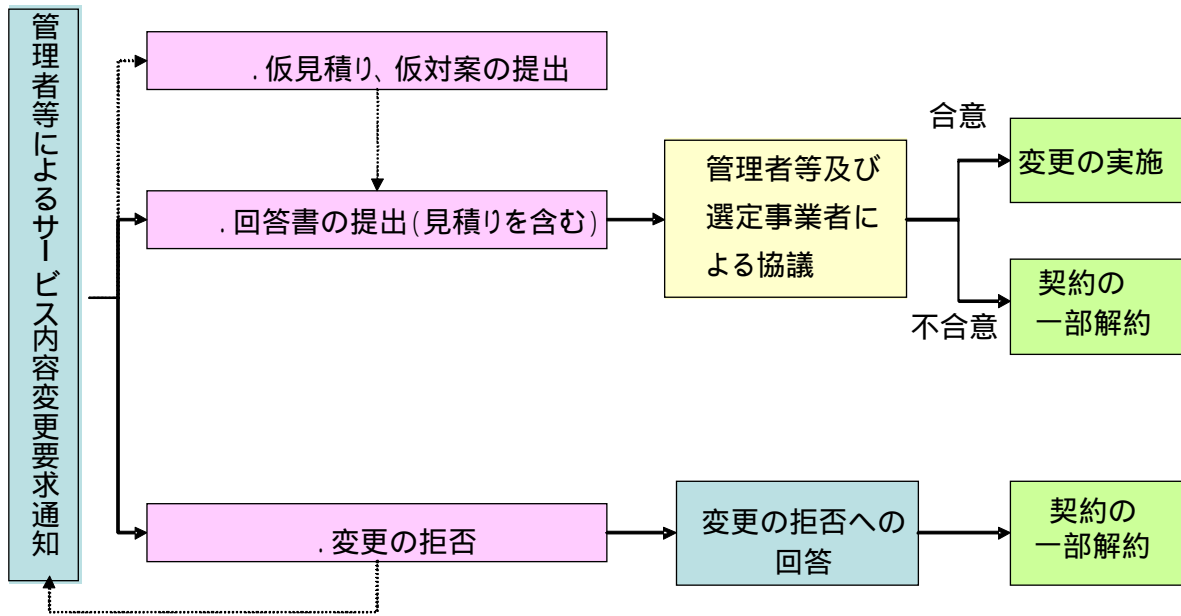 管理者等によるサービス内容変更要求通知
.仮見積り、仮対案の提出
.回答書の提出(見積りを含む)
管理者等及び
選定事業者に
よる協議
合意
変更の実施
不合意
契約の
一部解約
.変更の拒否
変更の拒否への
回答
契約の
一部解約